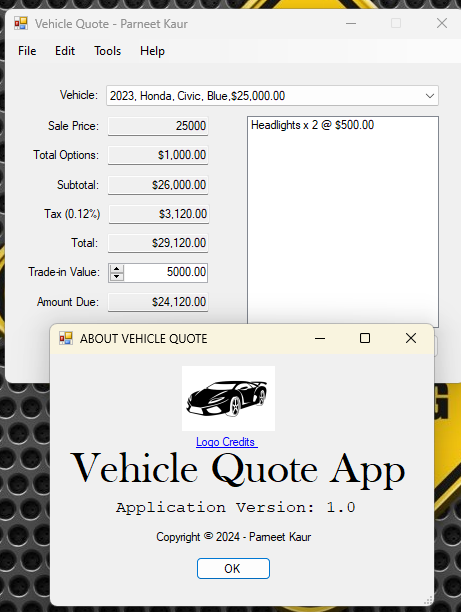 Vehicle Quote - Parneet Kaur
File Edit Tools Help
Vehicle: 2023, Honda, Civic, Blue,$25,000.00
Sale Price: 25000
Headlights x 2 @ $500.00
Total Options: $1,000.00
Subtotal: $26,000.00
Tax (0.12%) $3,120.00
Total: $29,120.00
Trade-in Value: 5000.00
Amount Due: $24,120.00
ABOUT VEHICLE QUOTE
Logo Credits
Vehicle Quote App
Application Version: 1.0
Copyright © 2024 - Parneet Kaur
OK